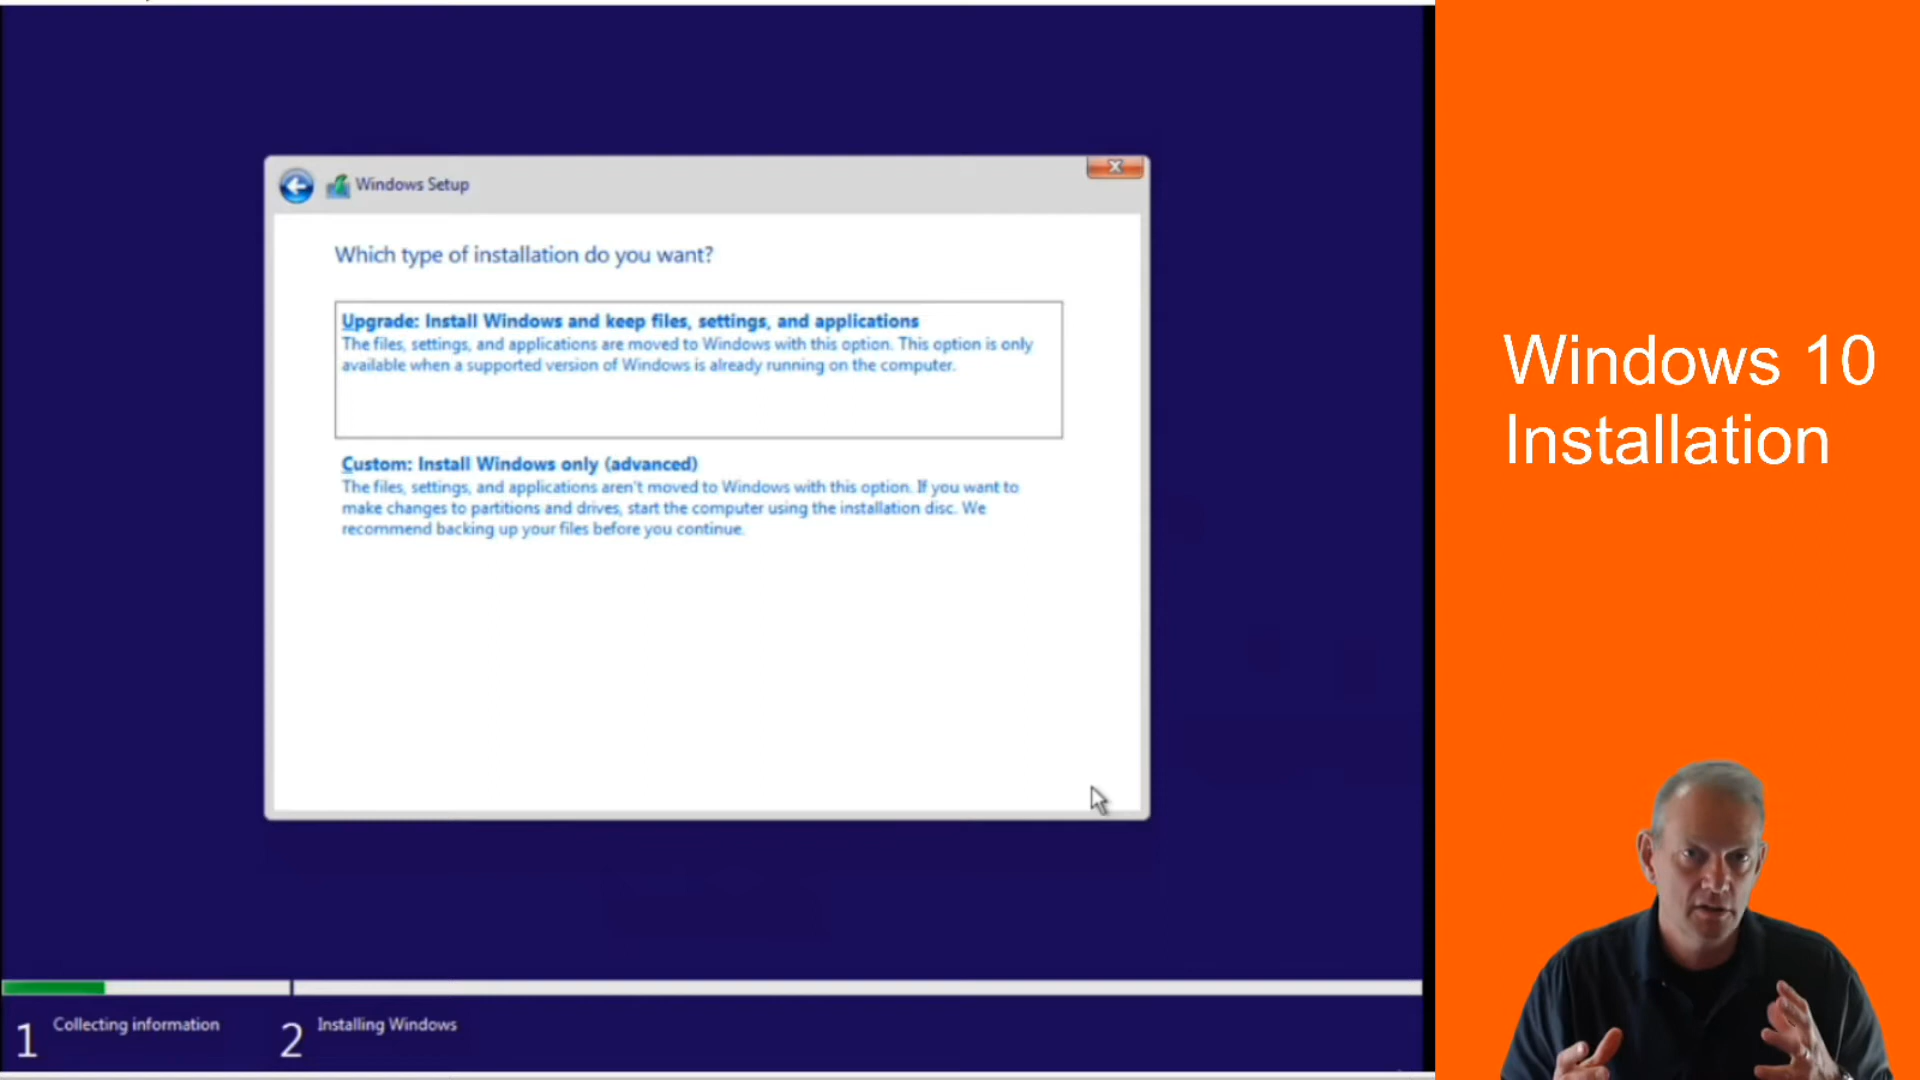 Windows Setup
Which type of installation do you want?
Upgrade: Install Windows and keep files, settings, and applications
The files, settings, and applications are moved to Windows with this option. This option is only
available when a supported version of Windows is already running on the computer.
Custom: Install Windows only (advanced)
The files, settings, and applications aren't moved to Windows with this option. If you want to
make changes to partitions and drives, start the computer using the installation disc. We
recommend backing up your files before you continue.
1 Collecting information
2 Installing Windows
Windows 10
Installation